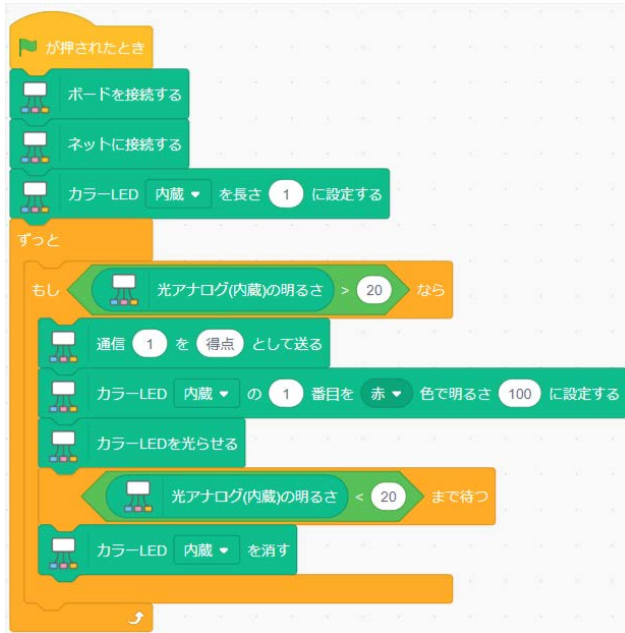 が押されたとき
ボードを接続する
ネットに接続する
カラーLED 内蔵 を長さ 1 に設定する
ずっと
もし 光アナログ(内蔵)の明るさ > 20 なら
通信 1 を 得点 として送る
カラーLED 内蔵 の 1 番目を 赤 色で明るさ 100 に設定する
カラーLEDを光らせる
光アナログ(内蔵)の明るさ < 20 まで待つ
カラーLED 内蔵 を消す